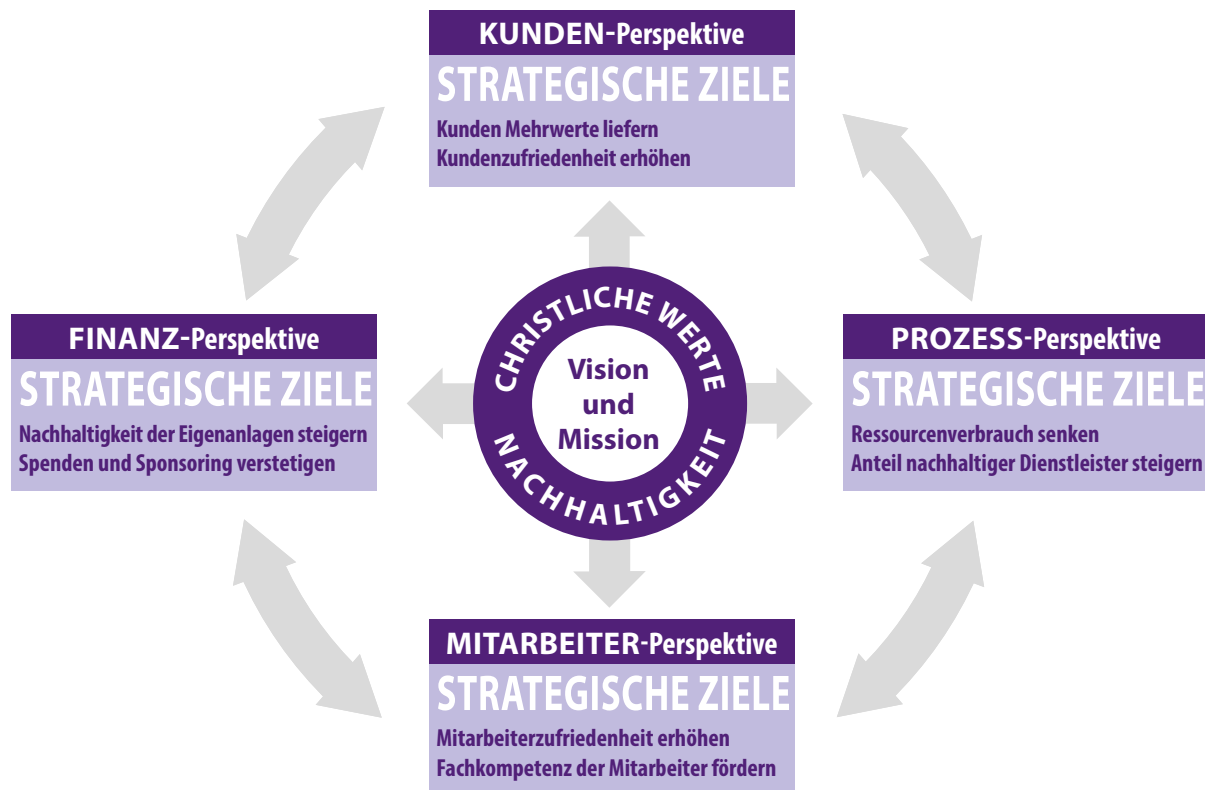 KUNDEN-Perspektive
STRATEGISCHE ZIELE
Kunden Mehrwerte liefern
Kundenzufriedenheit erhöhen
FINANZ-Perspektive
STRATEGISCHE ZIELE
Nachhaltigkeit der Eigenanlagen steigern
Spenden und Sponsoring verstetigen
CHRISTLICHE WERTE
Vision
und
Mission
NACHHALTIGKEIT
PROZESS-Perspektive
STRATEGISCHE ZIELE
Ressourcenverbrauch senken
Anteil nachhaltiger Dienstleister steigern
MITARBEITER-Perspektive
STRATEGISCHE ZIELE
Mitarbeiterzufriedenheit erhöhen
Fachkompetenz der Mitarbeiter fördern